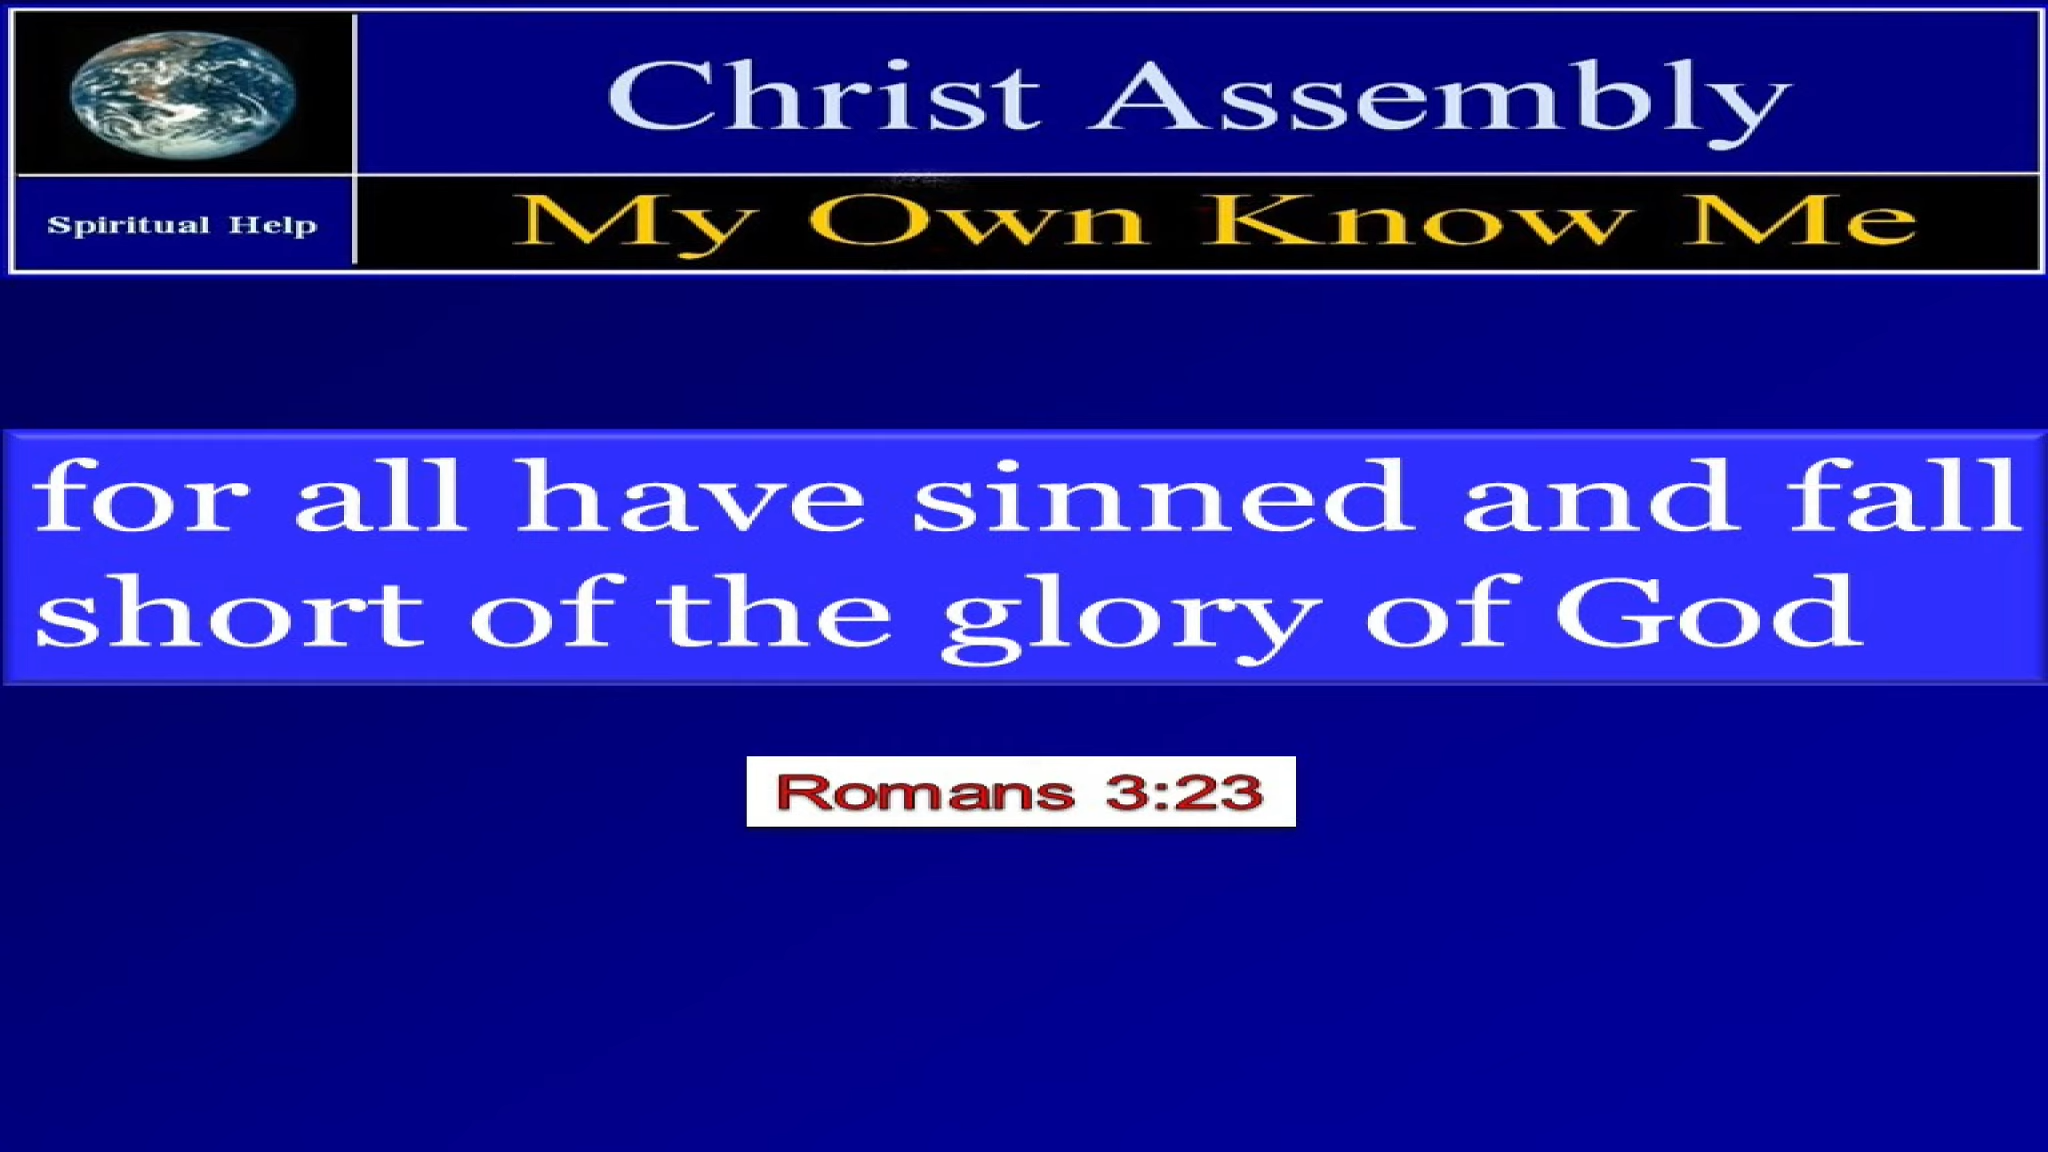 Christ Assembly
Spiritual Help
My Own Know Me
for all have sinned and fall
short of the glory of God
Romans 3:23